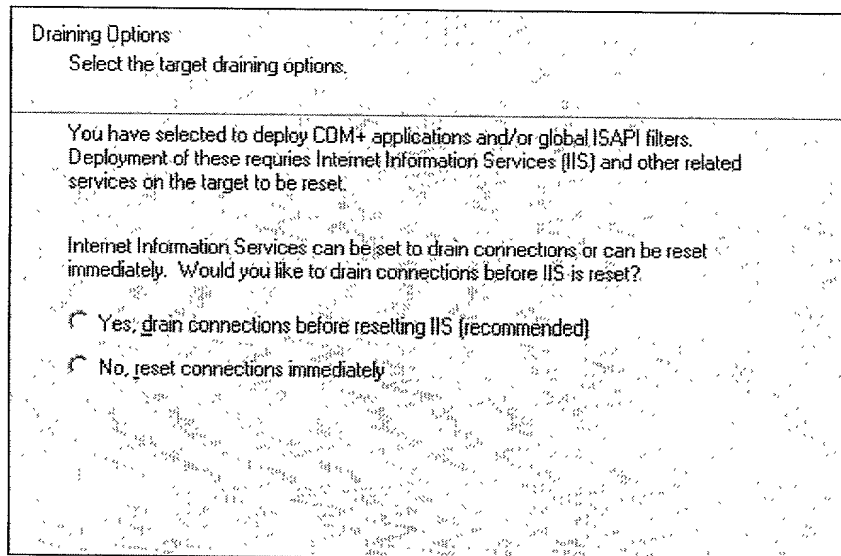 Draining Options
Select the target draining options.
You have selected to deploy COM+ applications and/or global ISAPI filters.
Deployment of these requries Internet Information Services (IIS) and other related
services on the target to be reset.
Internet Information Services can be set to drain connections or can be reset
immediately. Would you like to drain connections before IIS is reset?
Yes, drain connections before resetting IIS (recommended)
No, reset connections immediately